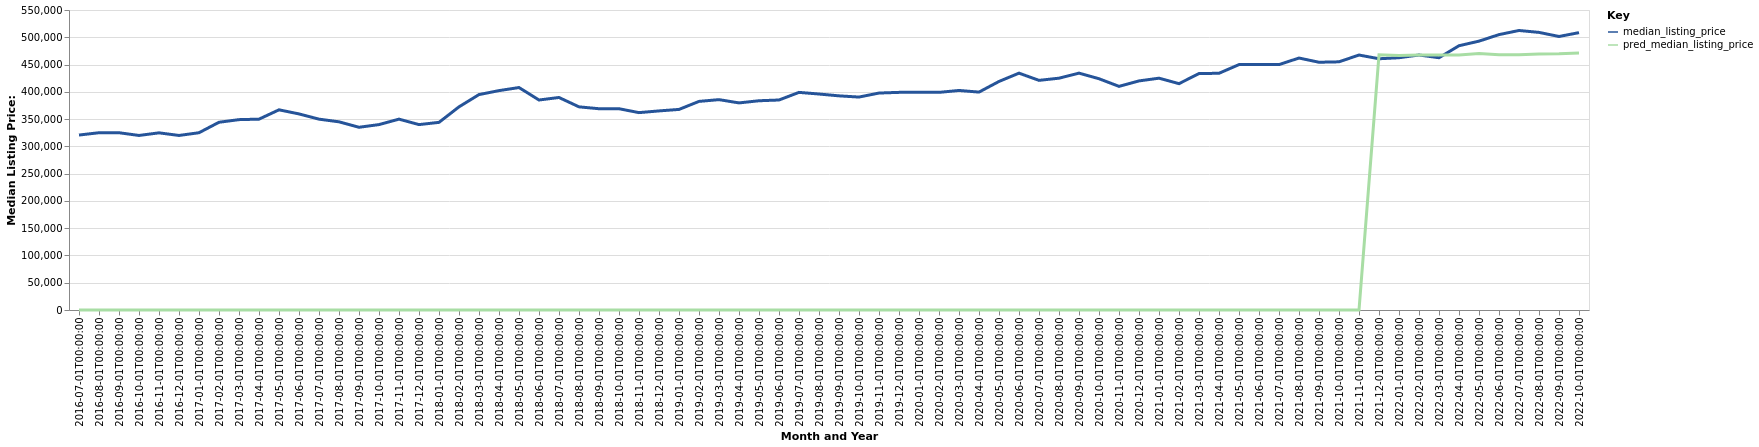 550,000
500,000
450,000
400,000
350,000
300,000
250,000
200,000
150,000
100,000
50,000
0
Median Listing Price:
2016-07-01T00:00:00
2016-08-01T00:00:00
2016-09-01T00:00:00
2016-10-01T00:00:00
2016-11-01T00:00:00
2016-12-01T00:00:00
2017-01-01T00:00:00
2017-02-01T00:00:00
2017-03-01T00:00:00
2017-04-01T00:00:00
2017-05-01T00:00:00
2017-06-01T00:00:00
2017-07-01T00:00:00
2017-08-01T00:00:00
2017-09-01T00:00:00
2017-10-01T00:00:00
2017-11-01T00:00:00
2017-12-01T00:00:00
2018-01-01T00:00:00
2018-02-01T00:00:00
2018-03-01T00:00:00
2018-04-01T00:00:00
2018-05-01T00:00:00
2018-06-01T00:00:00
2018-07-01T00:00:00
2018-08-01T00:00:00
2018-09-01T00:00:00
2018-10-01T00:00:00
2018-11-01T00:00:00
2018-12-01T00:00:00
2019-01-01T00:00:00
2019-02-01T00:00:00
2019-03-01T00:00:00
2019-04-01T00:00:00
2019-05-01T00:00:00
2019-06-01T00:00:00
2019-07-01T00:00:00
2019-08-01T00:00:00
2019-09-01T00:00:00
2019-10-01T00:00:00
2019-11-01T00:00:00
2019-12-01T00:00:00
2020-01-01T00:00:00
2020-02-01T00:00:00
2020-03-01T00:00:00
2020-04-01T00:00:00
2020-05-01T00:00:00
2020-06-01T00:00:00
2020-07-01T00:00:00
2020-08-01T00:00:00
2020-09-01T00:00:00
2020-10-01T00:00:00
2020-11-01T00:00:00
2020-12-01T00:00:00
2021-01-01T00:00:00
2021-02-01T00:00:00
2021-03-01T00:00:00
2021-04-01T00:00:00
2021-05-01T00:00:00
2021-06-01T00:00:00
2021-07-01T00:00:00
2021-08-01T00:00:00
2021-09-01T00:00:00
2021-10-01T00:00:00
2021-11-01T00:00:00
2021-12-01T00:00:00
2022-01-01T00:00:00
2022-02-01T00:00:00
2022-03-01T00:00:00
2022-04-01T00:00:00
2022-05-01T00:00:00
2022-06-01T00:00:00
2022-07-01T00:00:00
2022-08-01T00:00:00
2022-09-01T00:00:00
2022-10-01T00:00:00
Month and Year
Key
median_listing_price
pred_median_listing_price